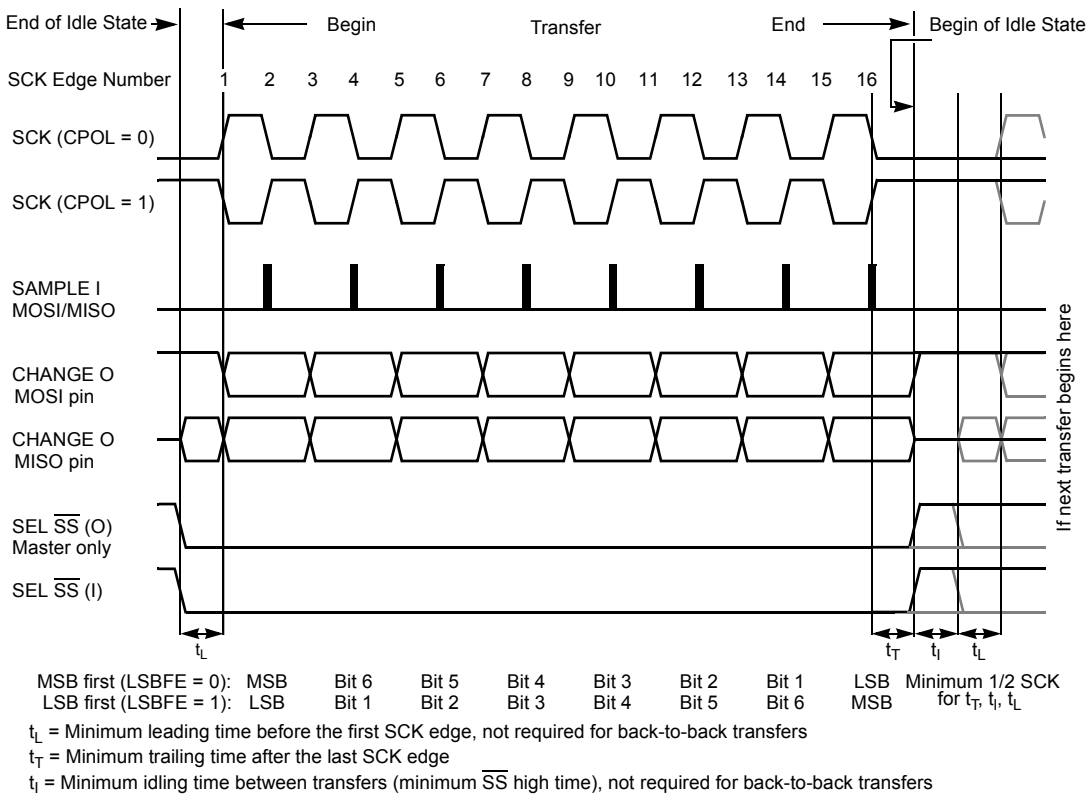 End of Idle State Begin Transfer End Begin of Idle State
SCK Edge Number 1 2 3 4 5 6 7 8 9 10 11 12 13 14 15 16
SCK (CPOL = 0)
SCK (CPOL = 1)
SAMPLE I
MOSI/MISO
CHANGE O
MOSI pin
CHANGE O
MISO pin
SEL SS (O)
Master only
SEL SS (I)
If next transfer begins here
tL tT tI tL
MSB first (LSBFE = 0): MSB Bit 6 Bit 5 Bit 4 Bit 3 Bit 2 Bit 1 LSB Minimum 1/2 SCK
LSB first (LSBFE = 1): LSB Bit 1 Bit 2 Bit 3 Bit 4 Bit 5 Bit 6 MSB for tT, tI, tL
tL = Minimum leading time before the first SCK edge, not required for back-to-back transfers
tT = Minimum trailing time after the last SCK edge
tI = Minimum idling time between transfers (minimum SS high time), not required for back-to-back transfers